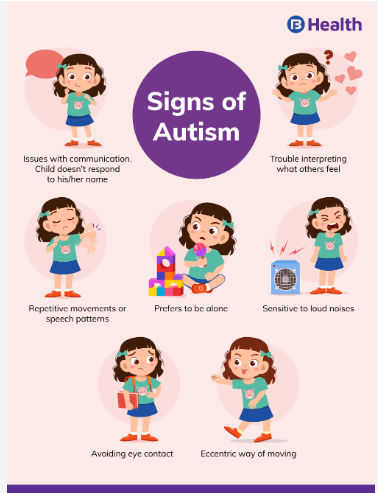 Health
Signs of
Autism
Issues with communication.
Child doesn't respond
to his/her name
Trouble interpreting
what others feel
?
Repetitive movements or
speech patterns
Prefers to be alone
Sensitive to loud noises
Avoiding eye contact
Eccentric way of moving